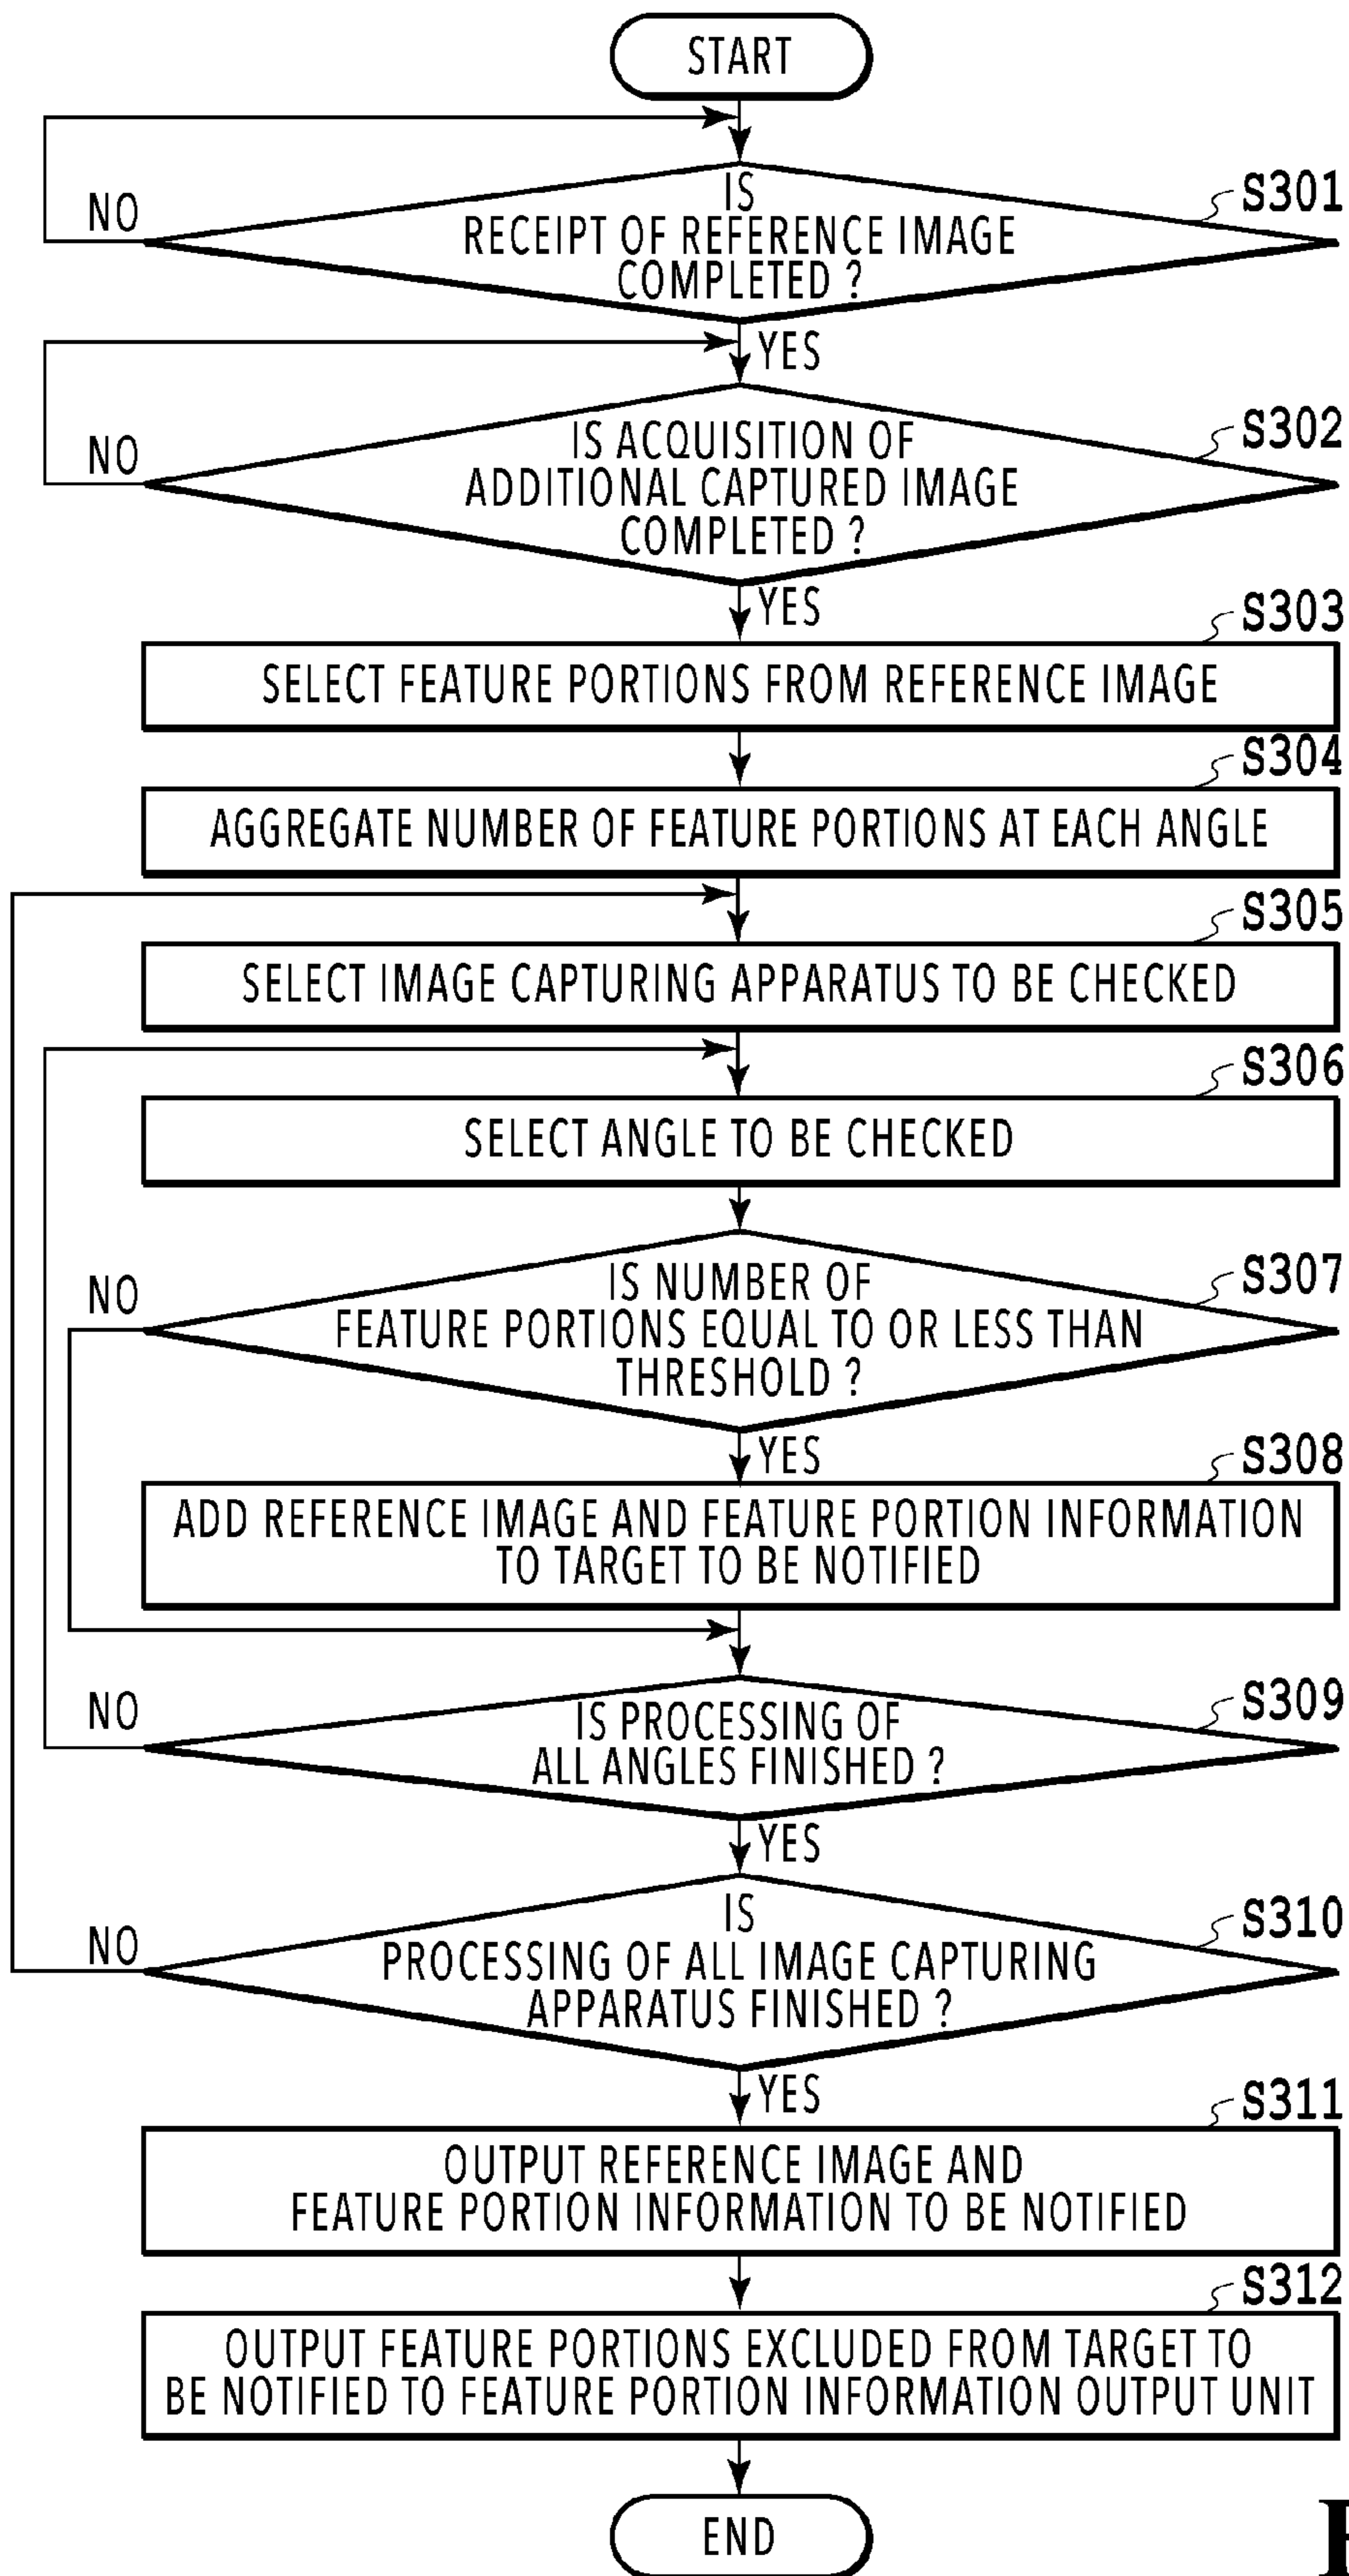 START
IS
RECEIPT OF REFERENCE IMAGE
COMPLETED ?
S301
NO
YES
IS ACQUISITION OF
ADDITIONAL CAPTURED IMAGE
COMPLETED ?
S302
NO
YES
S303
SELECT FEATURE PORTIONS FROM REFERENCE IMAGE
S304
AGGREGATE NUMBER OF FEATURE PORTIONS AT EACH ANGLE
S305
SELECT IMAGE CAPTURING APPARATUS TO BE CHECKED
S306
SELECT ANGLE TO BE CHECKED
IS NUMBER OF
FEATURE PORTIONS EQUAL TO OR LESS THAN
THRESHOLD ?
S307
NO
YES
S308
ADD REFERENCE IMAGE AND FEATURE PORTION INFORMATION
TO TARGET TO BE NOTIFIED
IS PROCESSING OF
ALL ANGLES FINISHED ?
S309
NO
YES
IS
PROCESSING OF ALL IMAGE CAPTURING
APPARATUS FINISHED ?
S310
NO
YES
S311
OUTPUT REFERENCE IMAGE AND
FEATURE PORTION INFORMATION TO BE NOTIFIED
S312
OUTPUT FEATURE PORTIONS EXCLUDED FROM TARGET TO
BE NOTIFIED TO FEATURE PORTION INFORMATION OUTPUT UNIT
END